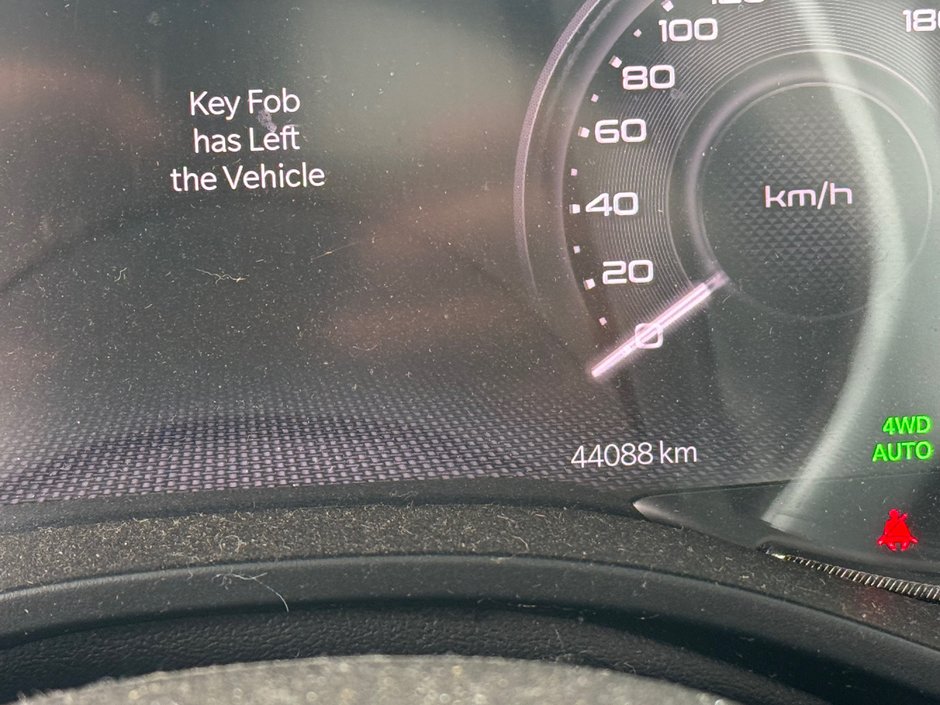 Key Fob
has Left
the Vehicle
100
80
60
40
20
0
km/h
44088 km
4WD
AUTO